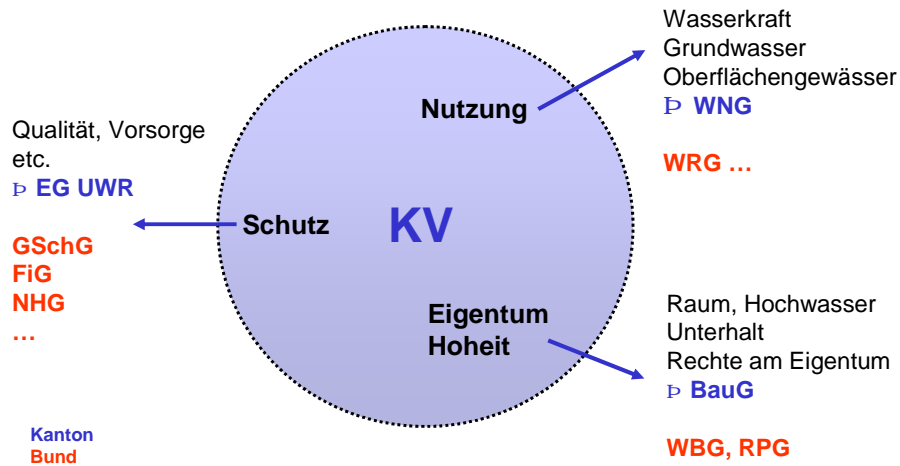 Wasserkraft
Grundwasser
Oberflächengewässer
Þ WNG
WRG …
Nutzung
Qualität, Vorsorge
etc.
Þ EG UWR
GSchG
FiG
NHG
…
Schutz
KV
Eigentum
Hoheit
Raum, Hochwasser
Unterhalt
Rechte am Eigentum
Þ BauG
WBG, RPG
Kanton
Bund